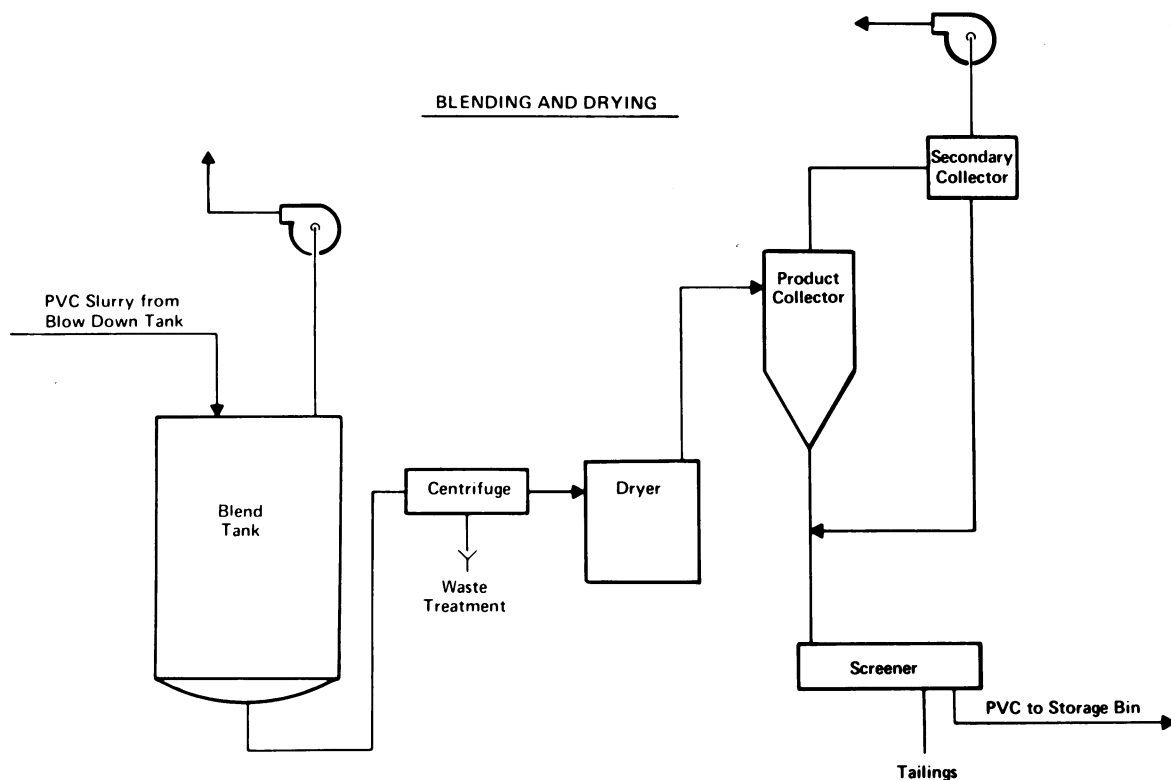 BLENDING AND DRYING
Secondary
Collector
Product
Collector
PVC Slurry from
Blow Down Tank
Blend
Tank
Centrifuge
Dryer
Waste
Treatment
Screener
PVC to Storage Bin
Tailings